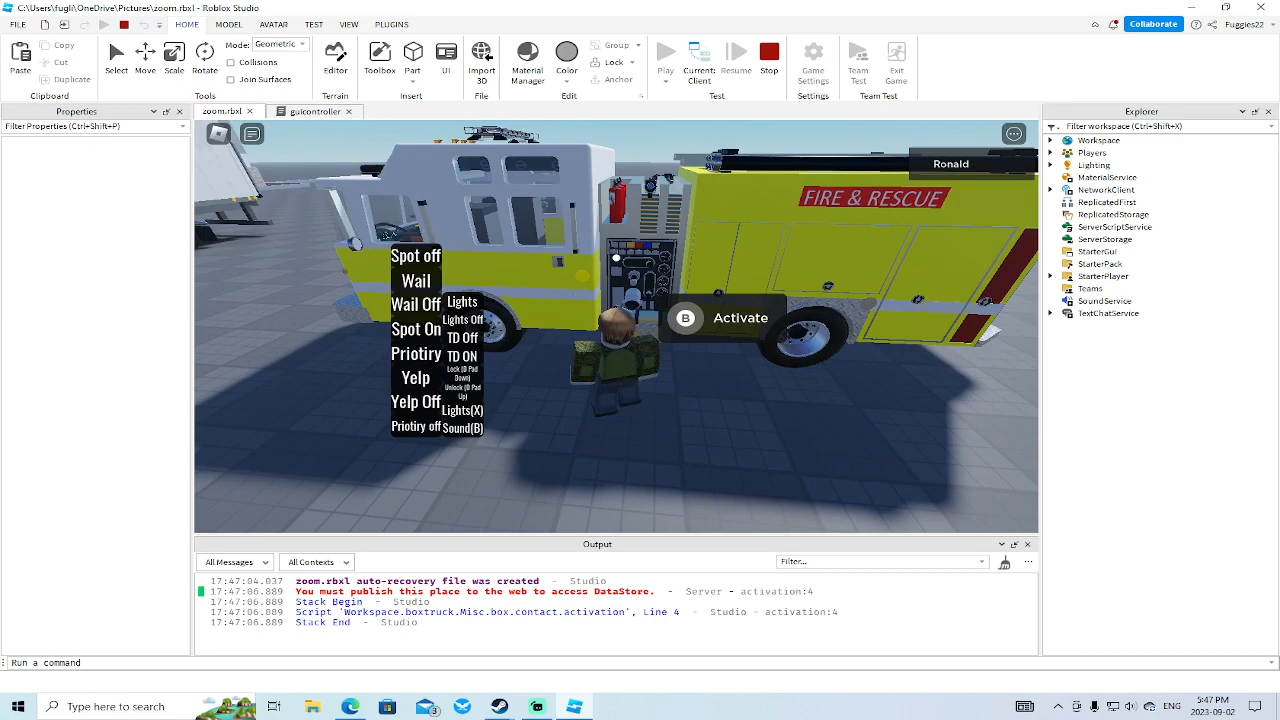 C:\Users\fugli\OneDrive\Pictures\zoom.rbxl - Roblox Studio
FILE HOME MODEL AVATAR TEST VIEW PLUGINS Collaborate Fuggles22
Paste Copy Cut Duplicate Clipboard
Select Move Scale Rotate Mode: Geometric Collisions Join Surfaces Tools
Editor Terrain
Toolbox Part UI Insert
Import 3D File
Material Manager Color Group Lock Anchor Edit
Play Current: Client Resume Stop Test
Game Settings Settings
Team Test Exit Game Team Test
Properties
Filter Properties (Ctrl+Shift+P)
zoom.rbxl guicontroller
Ronald
FIRE & RESCUE
Spot off
Wail
Wail Off
Spot On
Priotiry
Yelp
Yelp Off
Priotiry off
Lights
Lights Off
TD Off
TD ON
Lock (D Pad Down)
Unlock (D Pad Up)
Lights(X)
Sound(B)
B Activate
Explorer
Filter workspace (Ctrl+Shift+X)
Workspace
Players
Lighting
MaterialService
NetworkClient
ReplicatedFirst
ReplicatedStorage
ServerScriptService
ServerStorage
StarterGui
StarterPack
StarterPlayer
Teams
SoundService
TextChatService
Output
All Messages All Contexts Filter...
17:47:04.037 zoom.rbxl auto-recovery file was created - Studio
17:47:06.889 You must publish this place to the web to access DataStore. - Server - activation:4
17:47:06.889 Stack Begin - Studio
17:47:06.889 Script 'Workspace.boxtruck.Misc.box.contact.activation', Line 4 - Studio - activation:4
17:47:06.889 Stack End - Studio
Run a command
Type here to search
ENG
5:47 PM
2023-09-02